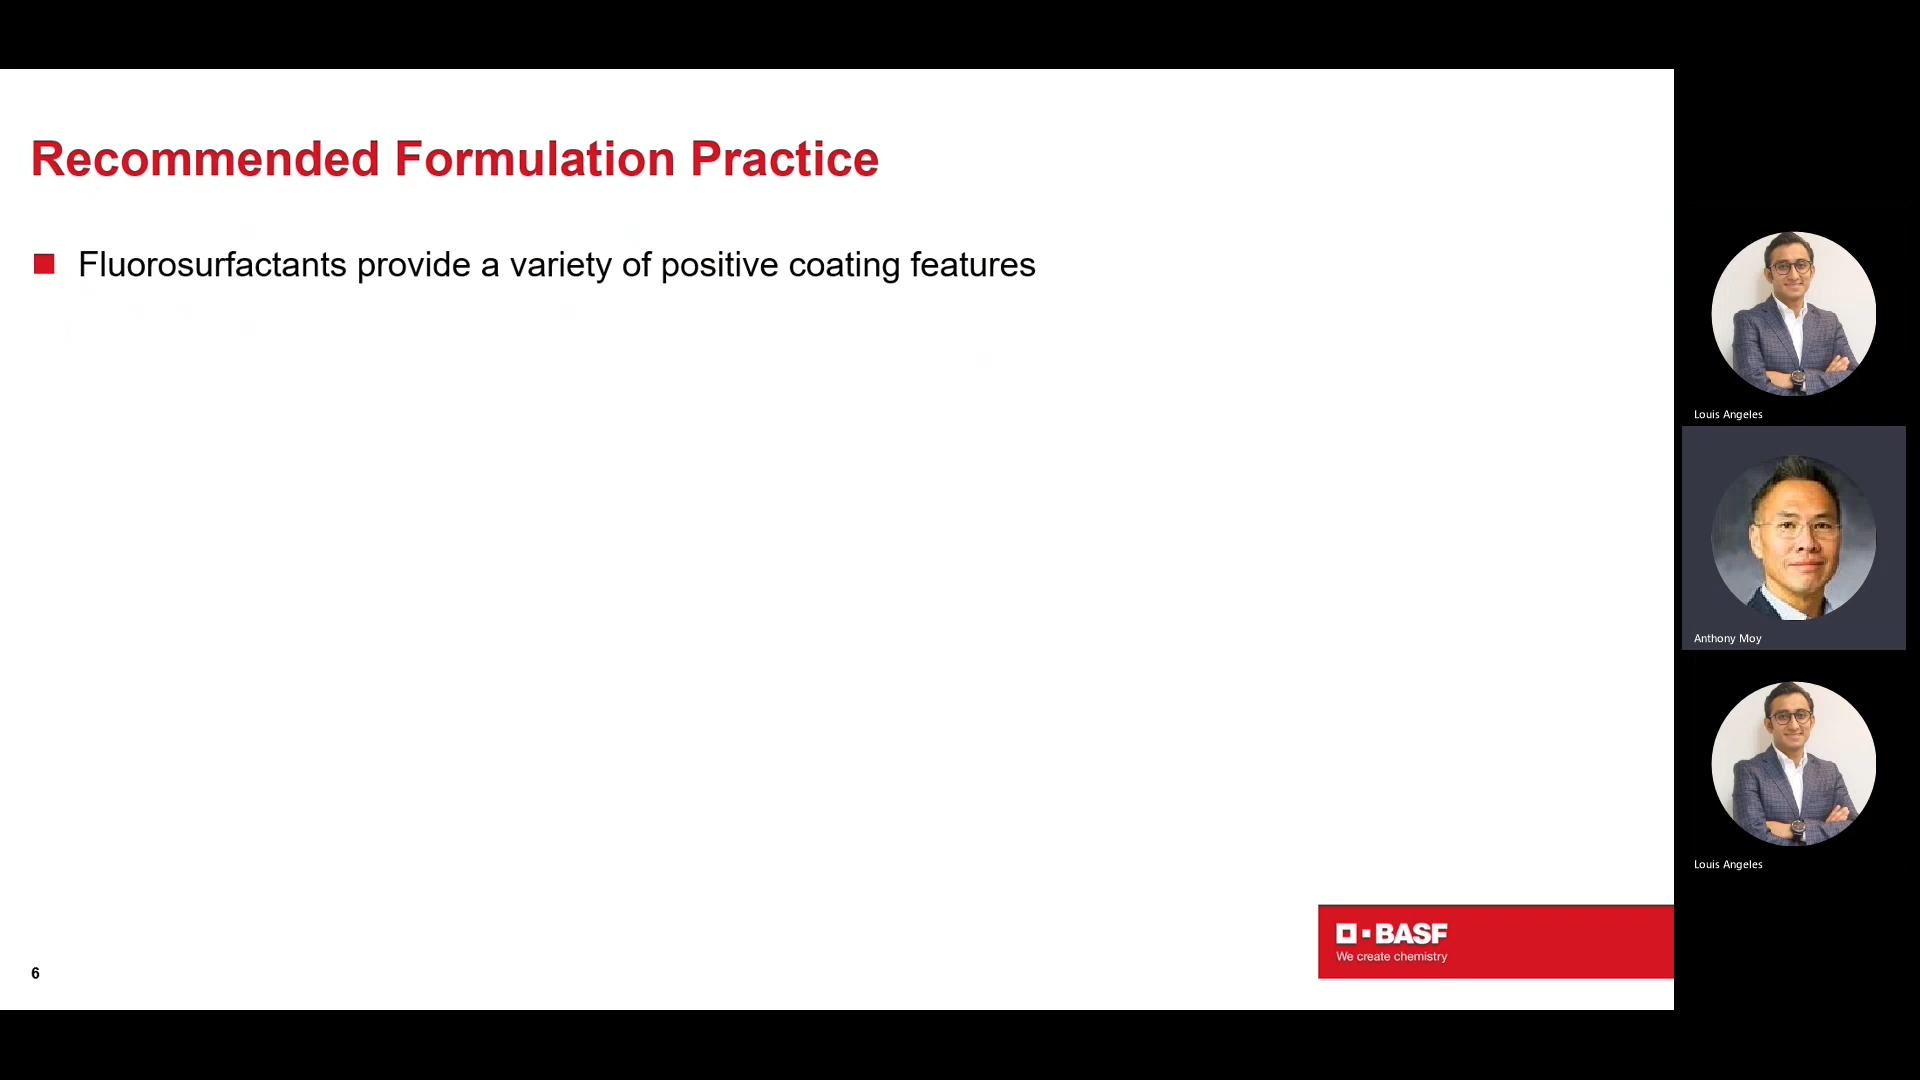 Recommended Formulation Practice
Fluorosurfactants provide a variety of positive coating features
Louis Angeles
Anthony Moy
Louis Angeles
BASF
We create chemistry
6